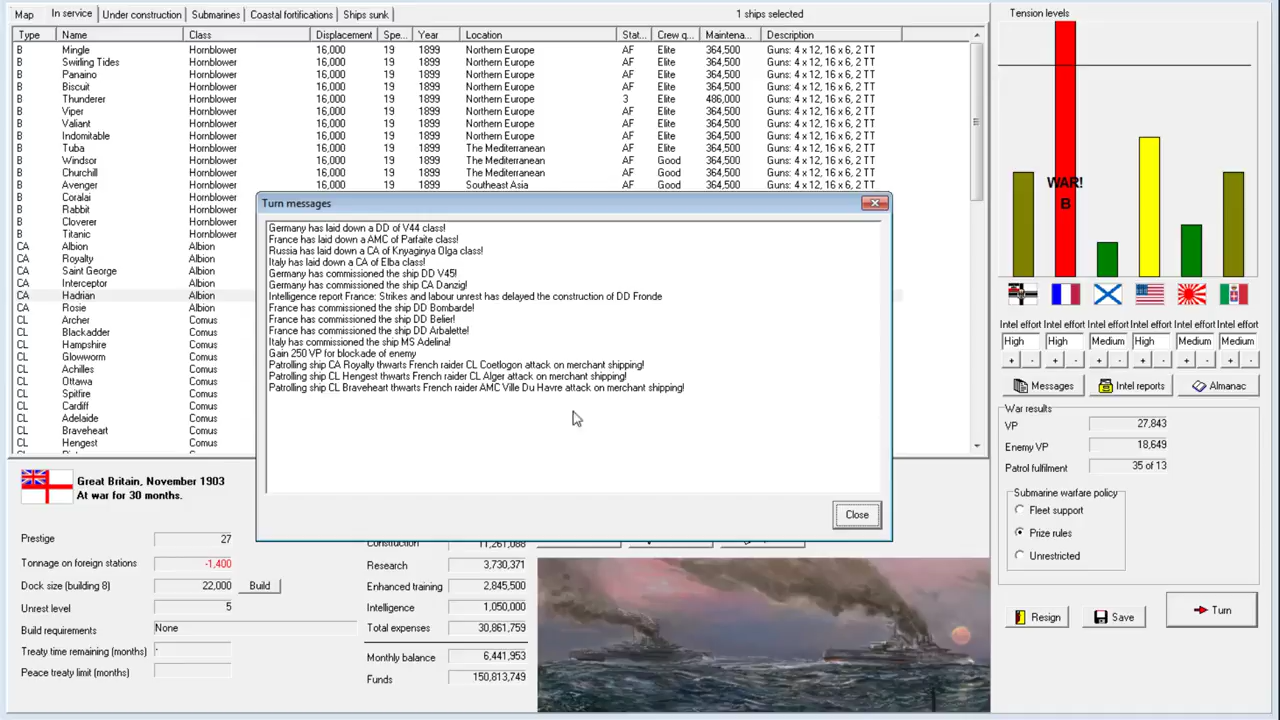 Map In service Under construction Submarines Coastal fortifications Ships sunk 1 ships selected
Type Name Class Displacement Spe... Year Location Stat... Crew q... Maintena... Description
B Mingle Hornblower 16,000 19 1899 Northern Europe AF Elite 364,500 Guns: 4 x 12, 16 x 6, 2 TT
B Swirling Tides Hornblower 16,000 19 1899 Northern Europe AF Elite 364,500 Guns: 4 x 12, 16 x 6, 2 TT
B Panaino Hornblower 16,000 19 1899 Northern Europe AF Elite 364,500 Guns: 4 x 12, 16 x 6, 2 TT
B Biscuit Hornblower 16,000 19 1899 Northern Europe AF Elite 364,500 Guns: 4 x 12, 16 x 6, 2 TT
B Thunderer Hornblower 16,000 19 1899 Northern Europe 3 Elite 486,000 Guns: 4 x 12, 16 x 6, 2 TT
B Viper Hornblower 16,000 19 1899 Northern Europe AF Elite 364,500 Guns: 4 x 12, 16 x 6, 2 TT
B Valiant Hornblower 16,000 19 1899 Northern Europe AF Elite 364,500 Guns: 4 x 12, 16 x 6, 2 TT
B Indomitable Hornblower 16,000 19 1899 Northern Europe AF Elite 364,500 Guns: 4 x 12, 16 x 6, 2 TT
B Tuba Hornblower 16,000 19 1899 The Mediterranean AF Elite 364,500 Guns: 4 x 12, 16 x 6, 2 TT
B Windsor Hornblower 16,000 19 1899 The Mediterranean AF Good 364,500 Guns: 4 x 12, 16 x 6, 2 TT
B Churchill Hornblower 16,000 19 1899 The Mediterranean AF Good 364,500 Guns: 4 x 12, 16 x 6, 2 TT
B Avenger Hornblower 16,000 19 1899 Southeast Asia AF Good 364,500 Guns: 4 x 12, 16 x 6, 2 TT
B Coralai Hornblower
B Rabbit Hornblower
B Cloverer Hornblower
B Titanic Hornblower
CA Albion Albion
CA Royalty Albion
CA Saint George Albion
CA Interceptor Albion
CA Hadrian Albion
CA Rosie Albion
CL Archer Comus
CL Blackadder Comus
CL Hampshire Comus
CL Glowworm Comus
CL Achilles Comus
CL Ottawa Comus
CL Spitfire Comus
CL Cardiff Comus
CL Adelaide Comus
CL Braveheart Comus
CL Hengest Comus
Turn messages
Germany has laid down a DD of V44 class!
France has laid down a AMC of Parfaite class!
Russia has laid down a CA of Knyaginya Olga class!
Italy has laid down a CA of Elba class!
Germany has commissioned the ship DD V45!
Germany has commissioned the ship CA Danzig!
Intelligence report France: Strikes and labour unrest has delayed the construction of DD Fronde
France has commissioned the ship DD Bombarde!
France has commissioned the ship DD Belier!
France has commissioned the ship DD Arbalette!
Italy has commissioned the ship MS Adelina!
Gain 250 VP for blockade of enemy
Patrolling ship CA Royalty thwarts French raider CL Coetlogon attack on merchant shipping!
Patrolling ship CL Hengest thwarts French raider CL Alger attack on merchant shipping!
Patrolling ship CL Braveheart thwarts French raider AMC Ville Du Havre attack on merchant shipping!
Close
Great Britain, November 1903
At war for 30 months.
Prestige 27
Tonnage on foreign stations -1,400
Dock size (building 8) 22,000 Build
Unrest level 5
Build requirements None
Treaty time remaining (months) -
Peace treaty limit (months)
Construction 11,261,088
Research 3,730,371
Enhanced training 2,845,500
Intelligence 1,050,000
Total expenses 30,861,759
Monthly balance 6,441,953
Funds 150,813,749
Tension levels
WAR!
B
Intel effort Intel effort Intel effort Intel effort Intel effort Intel effort
High High Medium High Medium Medium
+ - + - + - + - + - + -
Messages Intel reports Almanac
War results
VP 27,843
Enemy VP 18,649
Patrol fulfilment 35 of 13
Submarine warfare policy
Fleet support
Prize rules
Unrestricted
Resign Save Turn